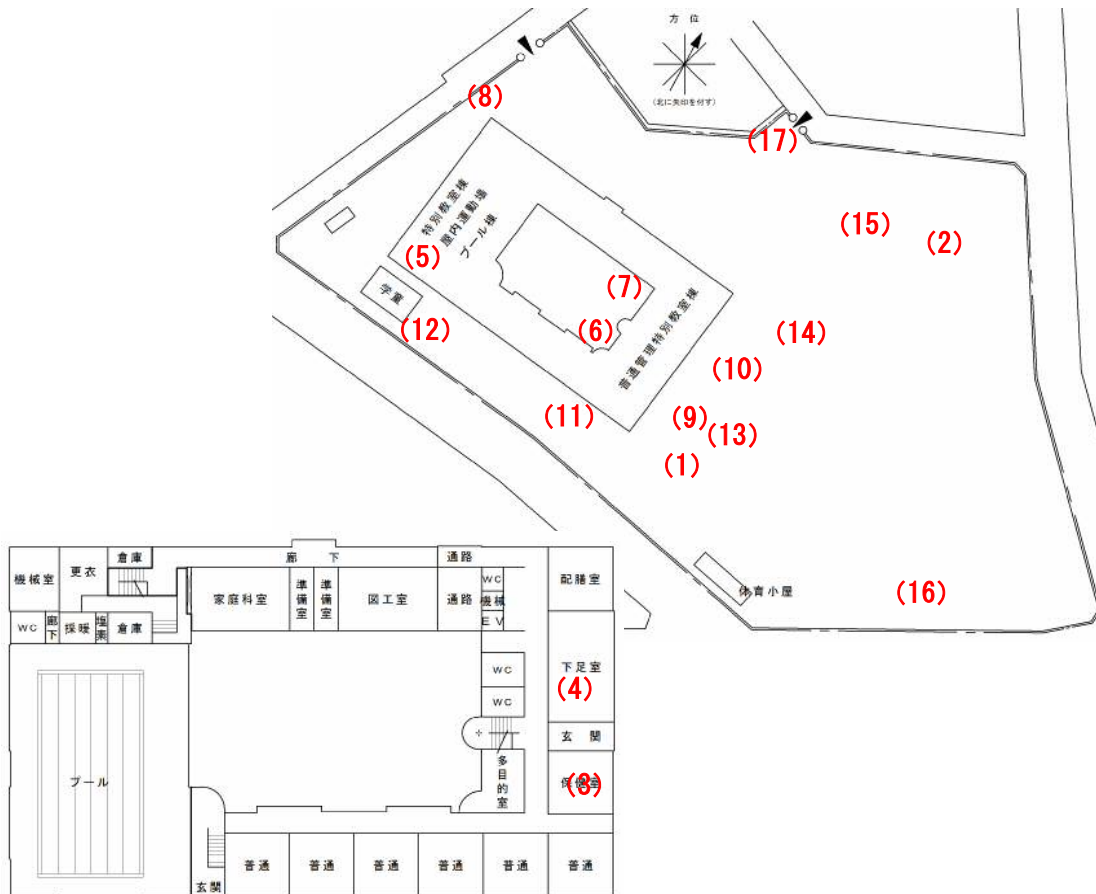 方位
(北に矢印を付す)
(8)
(17)
特別教室棟
屋内運動場
プール棟
(5)
(15)
(2)
(7)
学童
(12)
(6)
普通管理特別教室棟
(14)
(10)
(11)
(9)
(13)
(1)
体育小屋
(16)
機械室
更衣
倉庫
廊下
通路
WC
配膳室
家庭科室
準備室
準備室
図工室
通路
機械
EV
WC
廊下
採暖
塩素
倉庫
WC
WC
下足室
(4)
玄関
多目的室
保健室
(3)
プール
普通
普通
普通
普通
普通
普通
玄関